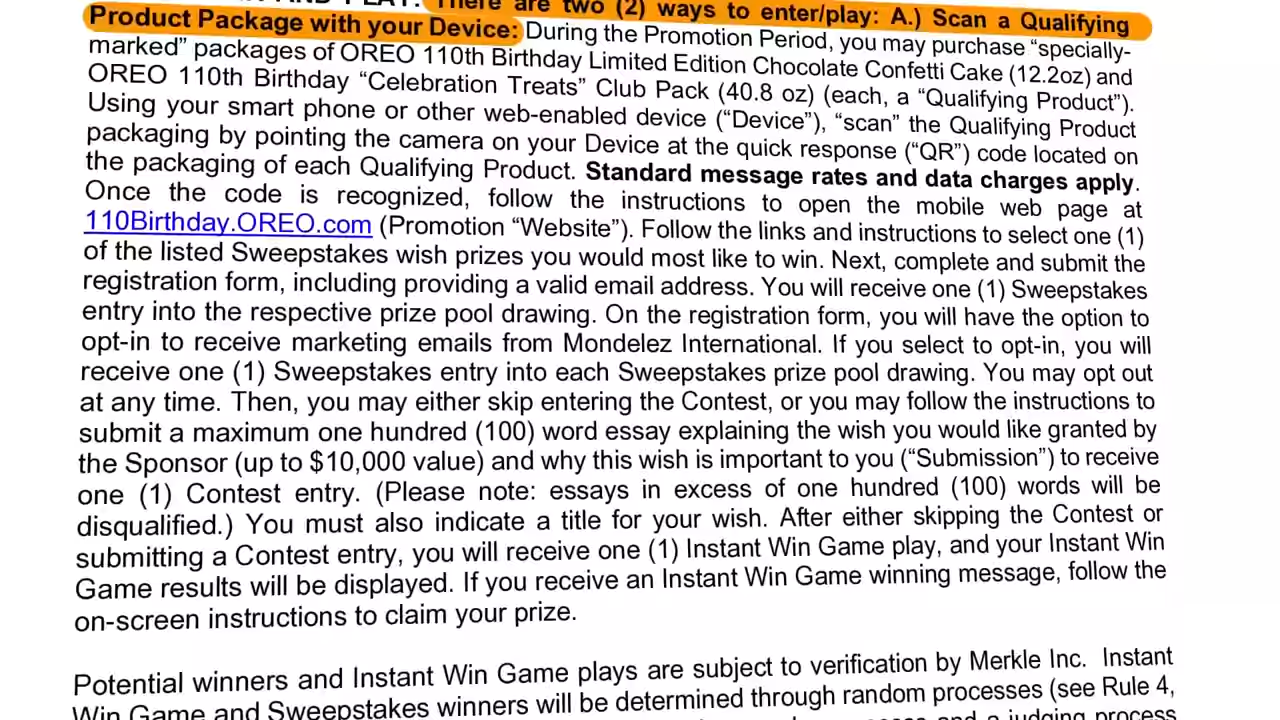 AND PLAY: There are two (2) ways to enter/play: A.) Scan a Qualifying
Product Package with your Device: During the Promotion Period, you may purchase “specially-
marked” packages of OREO 110th Birthday Limited Edition Chocolate Confetti Cake (12.2oz) and
OREO 110th Birthday “Celebration Treats” Club Pack (40.8 oz) (each, a “Qualifying Product”).
Using your smart phone or other web-enabled device (“Device”), “scan” the Qualifying Product
packaging by pointing the camera on your Device at the quick response (“QR”) code located on
the packaging of each Qualifying Product. Standard message rates and data charges apply.
Once the code is recognized, follow the instructions to open the mobile web page at
110Birthday.OREO.com (Promotion “Website”). Follow the links and instructions to select one (1)
of the listed Sweepstakes wish prizes you would most like to win. Next, complete and submit the
registration form, including providing a valid email address. You will receive one (1) Sweepstakes
entry into the respective prize pool drawing. On the registration form, you will have the option to
opt-in to receive marketing emails from Mondelez International. If you select to opt-in, you will
receive one (1) Sweepstakes entry into each Sweepstakes prize pool drawing. You may opt out
at any time. Then, you may either skip entering the Contest, or you may follow the instructions to
submit a maximum one hundred (100) word essay explaining the wish you would like granted by
the Sponsor (up to $10,000 value) and why this wish is important to you (“Submission”) to receive
one (1) Contest entry. (Please note: essays in excess of one hundred (100) words will be
disqualified.) You must also indicate a title for your wish. After either skipping the Contest or
submitting a Contest entry, you will receive one (1) Instant Win Game play, and your Instant Win
Game results will be displayed. If you receive an Instant Win Game winning message, follow the
on-screen instructions to claim your prize.
Potential winners and Instant Win Game plays are subject to verification by Merkle Inc. Instant
Win Game and Sweepstakes winners will be determined through random processes (see Rule 4,
and a judging process